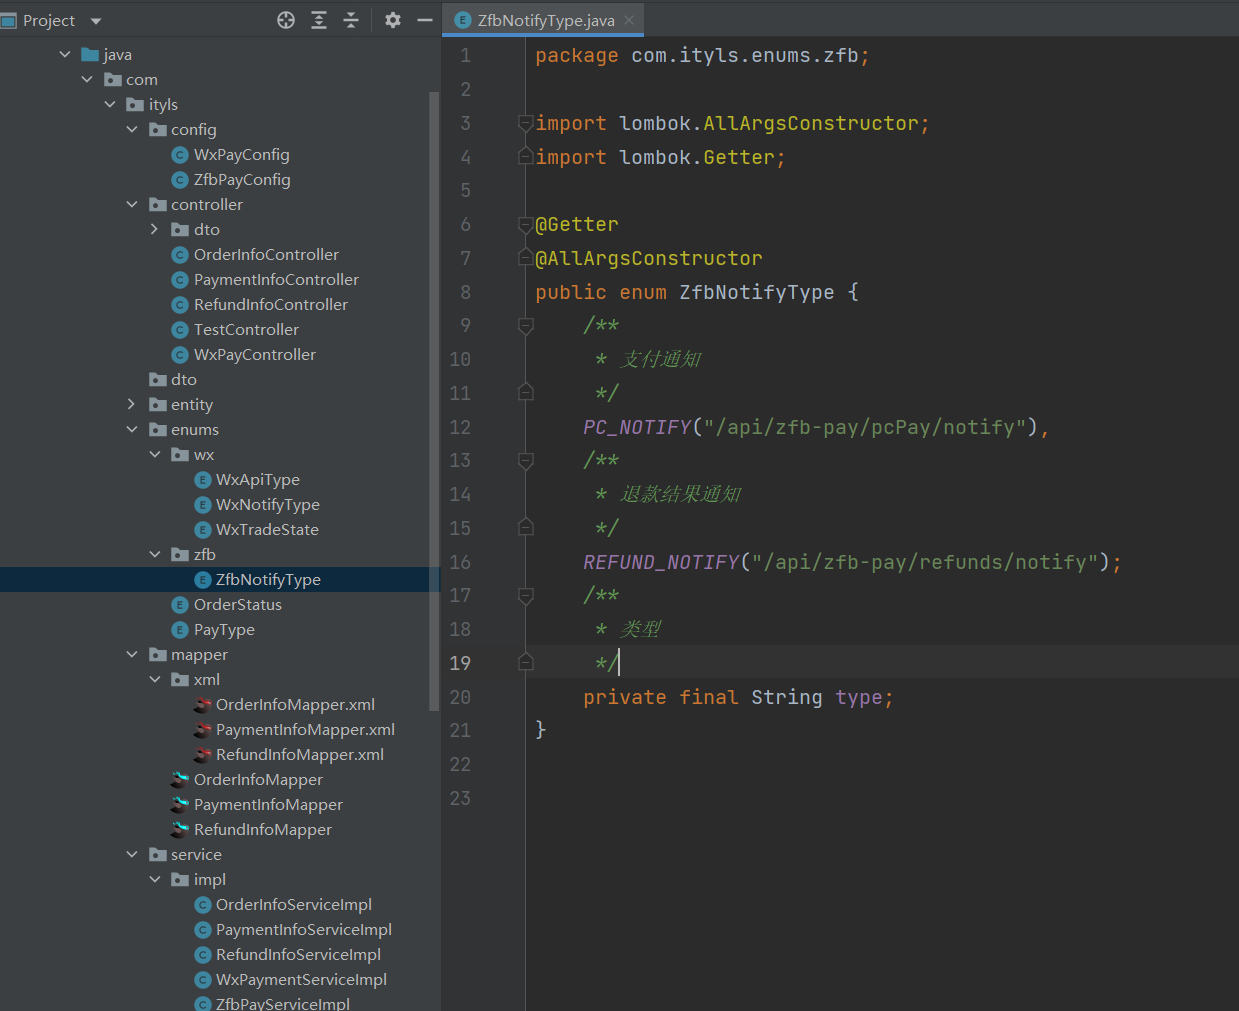 Project
java
com
ityls
config
WxPayConfig
ZfbPayConfig
controller
dto
OrderInfoController
PaymentInfoController
RefundInfoController
TestController
WxPayController
dto
entity
enums
wx
WxApiType
WxNotifyType
WxTradeState
zfb
ZfbNotifyType
OrderStatus
PayType
mapper
xml
OrderInfoMapper.xml
PaymentInfoMapper.xml
RefundInfoMapper.xml
OrderInfoMapper
PaymentInfoMapper
RefundInfoMapper
service
impl
OrderInfoServiceImpl
PaymentInfoServiceImpl
RefundInfoServiceImpl
WxPaymentServiceImpl
ZfbPayServiceImpl
ZfbNotifyType.java
1 package com.ityls.enums.zfb;
2
3 import lombok.AllArgsConstructor;
4 import lombok.Getter;
5
6 @Getter
7 @AllArgsConstructor
8 public enum ZfbNotifyType {
9 /**
10 * 支付通知
11 */
12 PC_NOTIFY("/api/zfb-pay/pcPay/notify"),
13 /**
14 * 退款结果通知
15 */
16 REFUND_NOTIFY("/api/zfb-pay/refunds/notify");
17 /**
18 * 类型
19 */
20 private final String type;
21 }
22
23